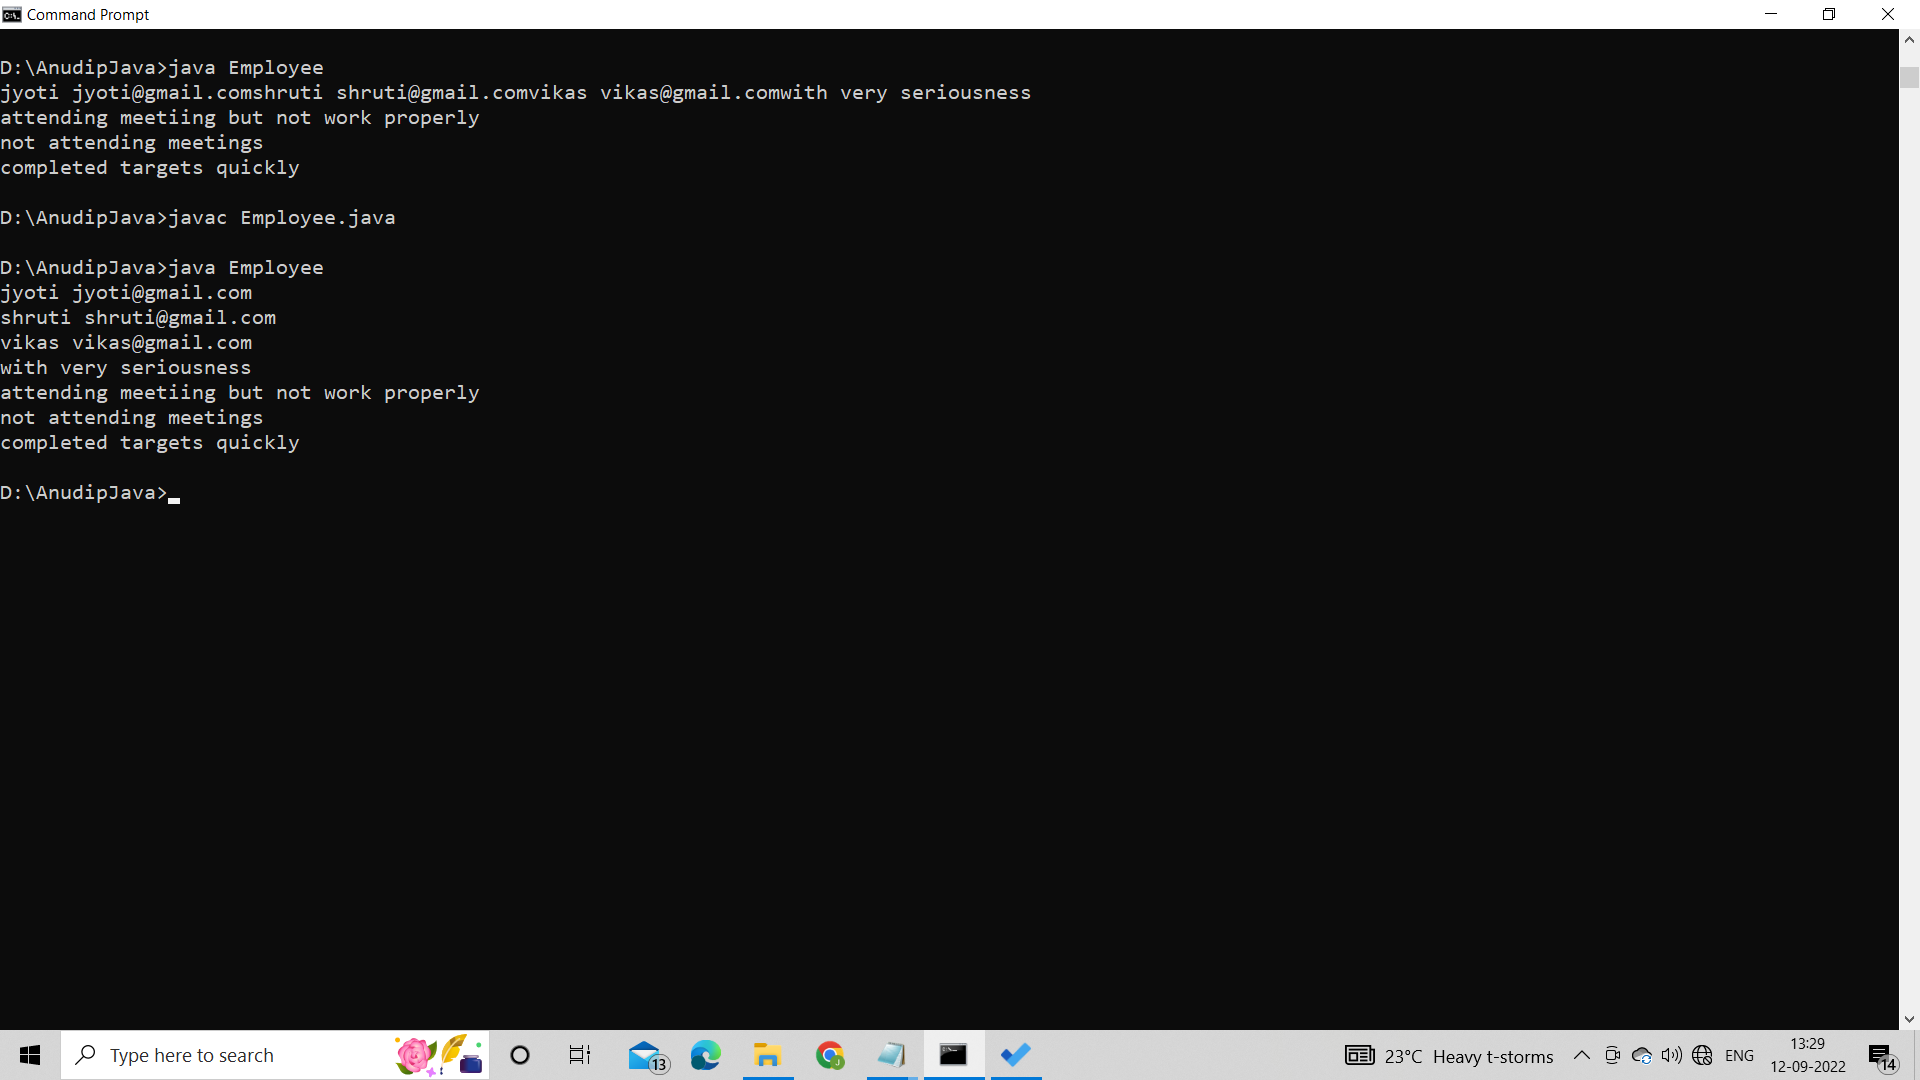 Command Prompt
D:\AnudipJava>java Employee
jyoti jyoti@gmail.comshruti shruti@gmail.comvikas vikas@gmail.comwith very seriousness
attending meetiing but not work properly
not attending meetings
completed targets quickly
D:\AnudipJava>javac Employee.java
D:\AnudipJava>java Employee
jyoti jyoti@gmail.com
shruti shruti@gmail.com
vikas vikas@gmail.com
with very seriousness
attending meetiing but not work properly
not attending meetings
completed targets quickly
D:\AnudipJava>
Type here to search
13
23°C Heavy t-storms
ENG
13:29
12-09-2022
14